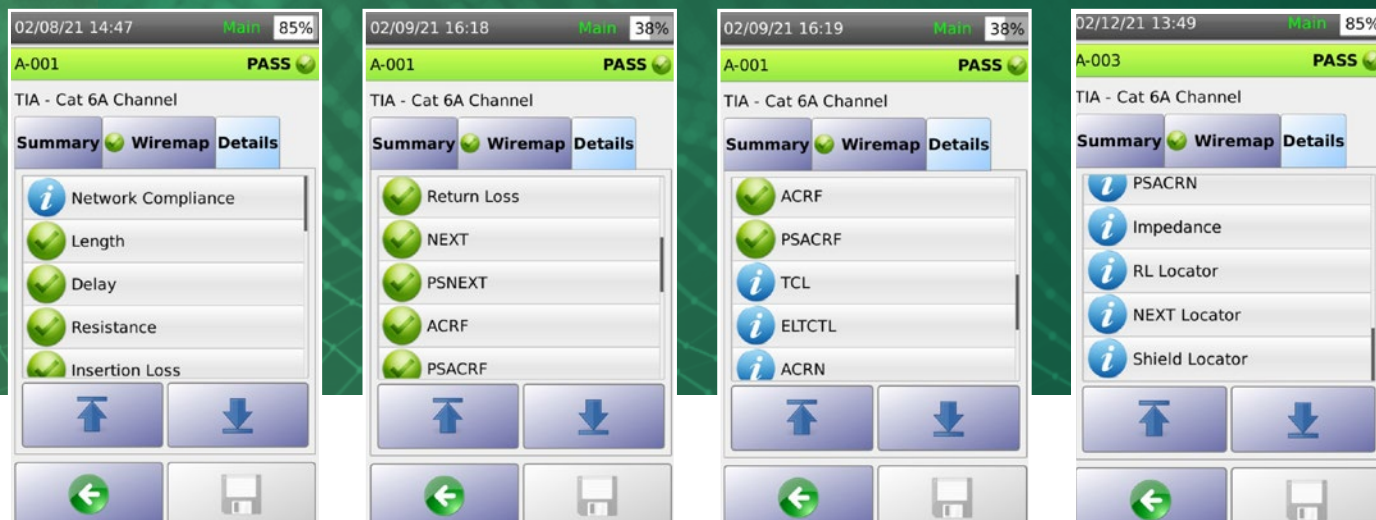 02/08/21 14:47 Main 85%
A-001 PASS
TIA - Cat 6A Channel
Summary Wiremap Details
Network Compliance
Length
Delay
Resistance
Insertion Loss
02/09/21 16:18 Main 38%
A-001 PASS
TIA - Cat 6A Channel
Summary Wiremap Details
Return Loss
NEXT
PSNEXT
ACRF
PSACRF
02/09/21 16:19 Main 38%
A-001 PASS
TIA - Cat 6A Channel
Summary Wiremap Details
ACRF
PSACRF
TCL
ELTCTL
ACRN
02/12/21 13:49 Main 85%
A-003 PASS
TIA - Cat 6A Channel
Summary Wiremap Details
PSACRN
Impedance
RL Locator
NEXT Locator
Shield Locator